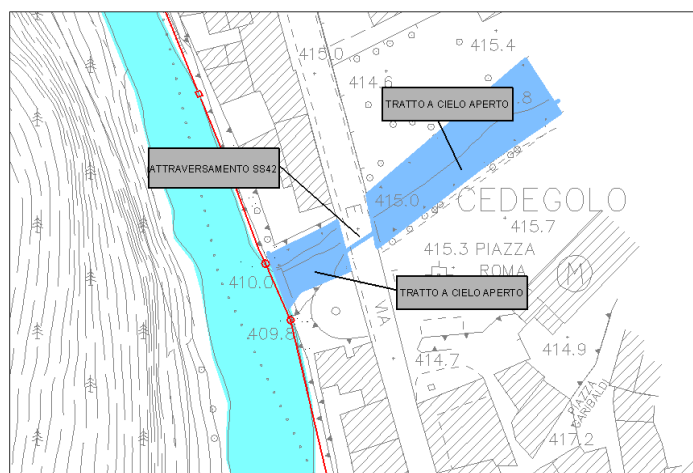 415.0
415.4
414.6
TRATTO A CIELO APERTO
.8
ATTRAVERSAMENTO SS42
415.0
CEDEGOLO
E
415.7
415.3 PIAZZA
ROMA
M
410.0
TRATTO A CIELO APERTO
VIA
409.8
414.7
414.9
PIAZZA
GARIBALDI
417.2